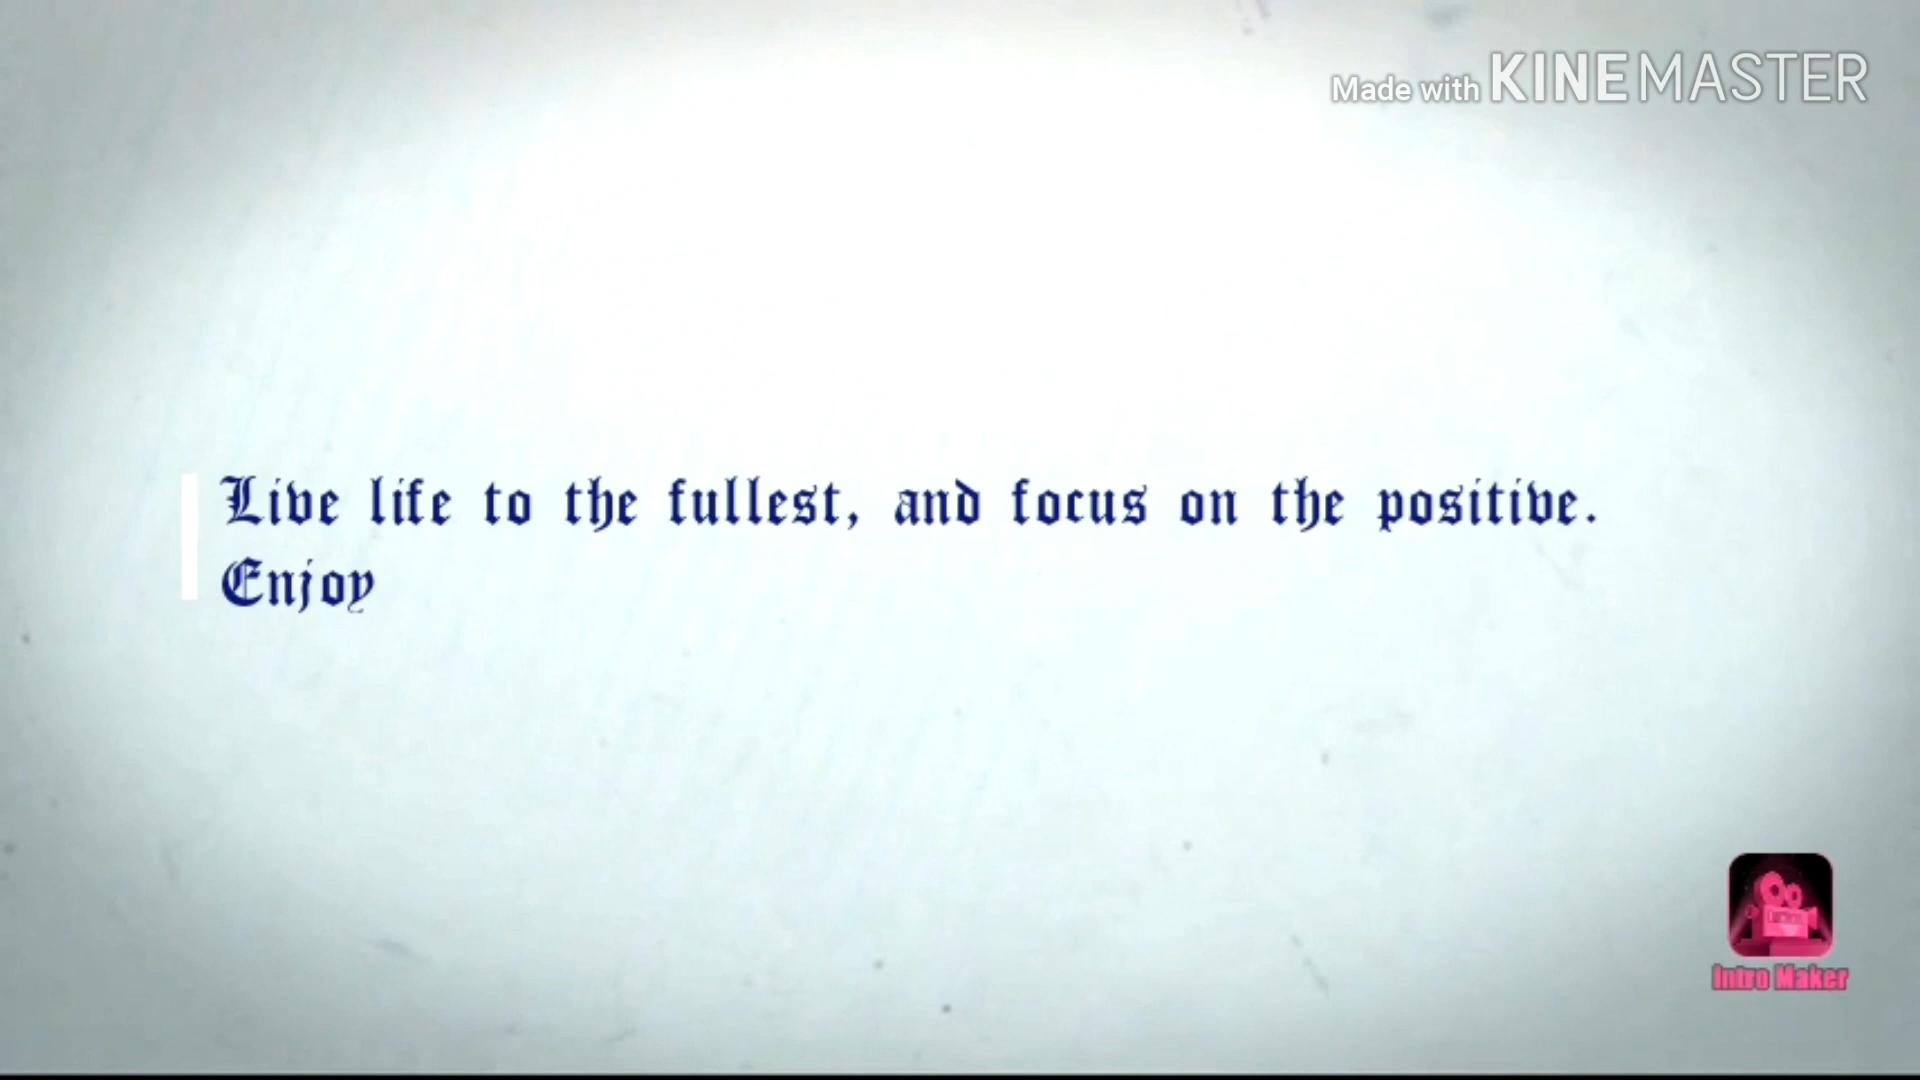 Made with KINEMASTER
Live life to the fullest, and focus on the positive.
Enjoy
Intro Maker